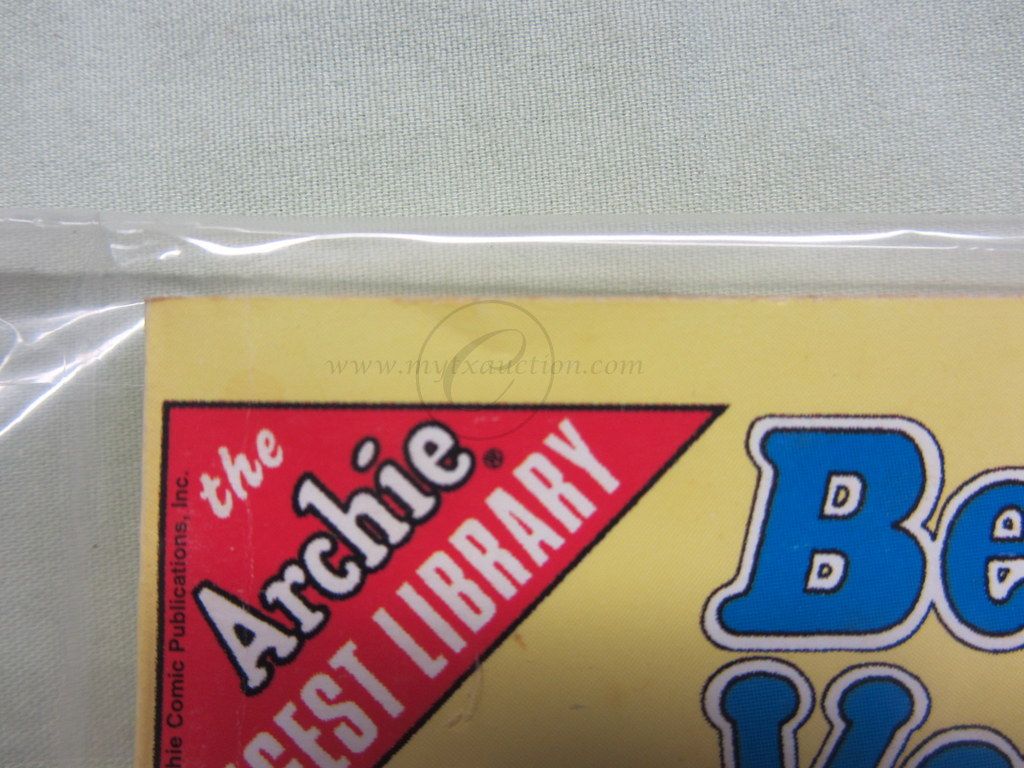 www.mytxauction.com
C
the
Archie®
GEST LIBRARY
hie Comic Publications, Inc.
Be
Ve